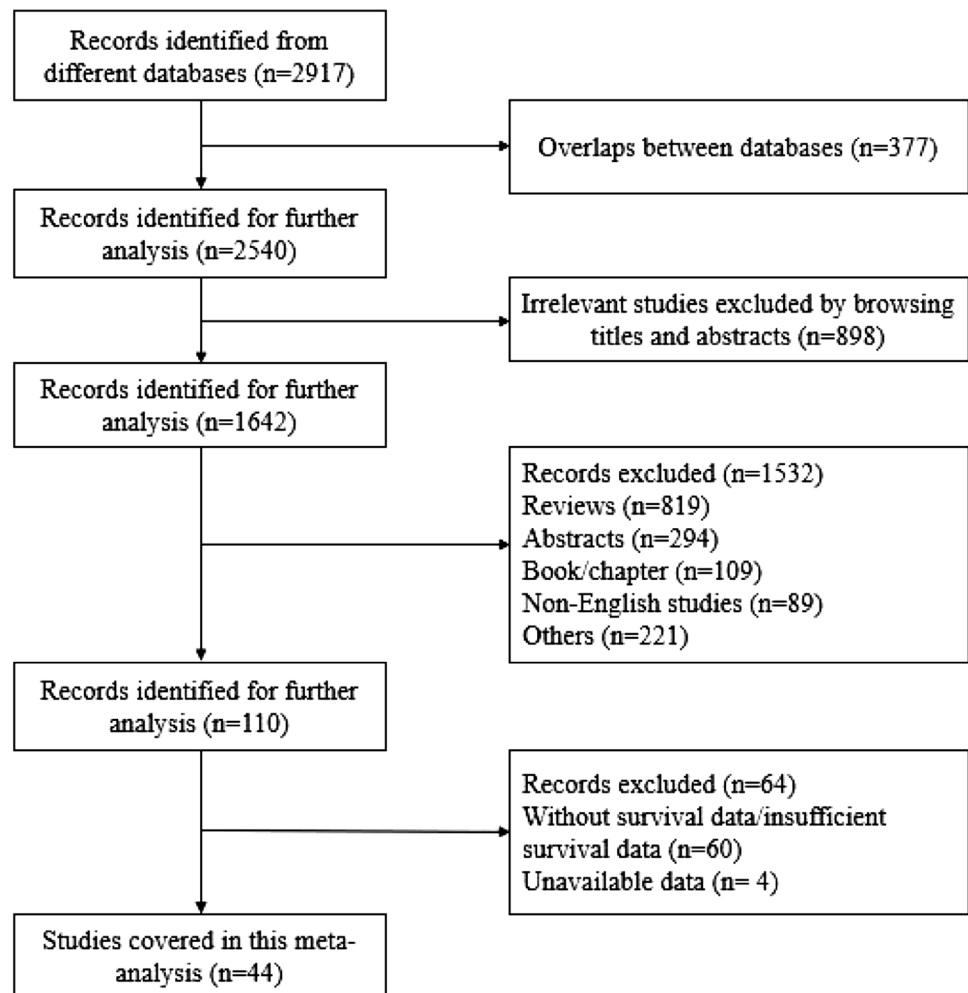 Records identified from
different databases (n=2917)
Overlaps between databases (n=377)
Records identified for further
analysis (n=2540)
Irrelevant studies excluded by browsing
titles and abstracts (n=898)
Records identified for further
analysis (n=1642)
Records excluded (n=1532)
Reviews (n=819)
Abstracts (n=294)
Book/chapter (n=109)
Non-English studies (n=89)
Others (n=221)
Records identified for further
analysis (n=110)
Records excluded (n=64)
Without survival data/insufficient
survival data (n=60)
Unavailable data (n= 4)
Studies covered in this meta-
analysis (n=44)